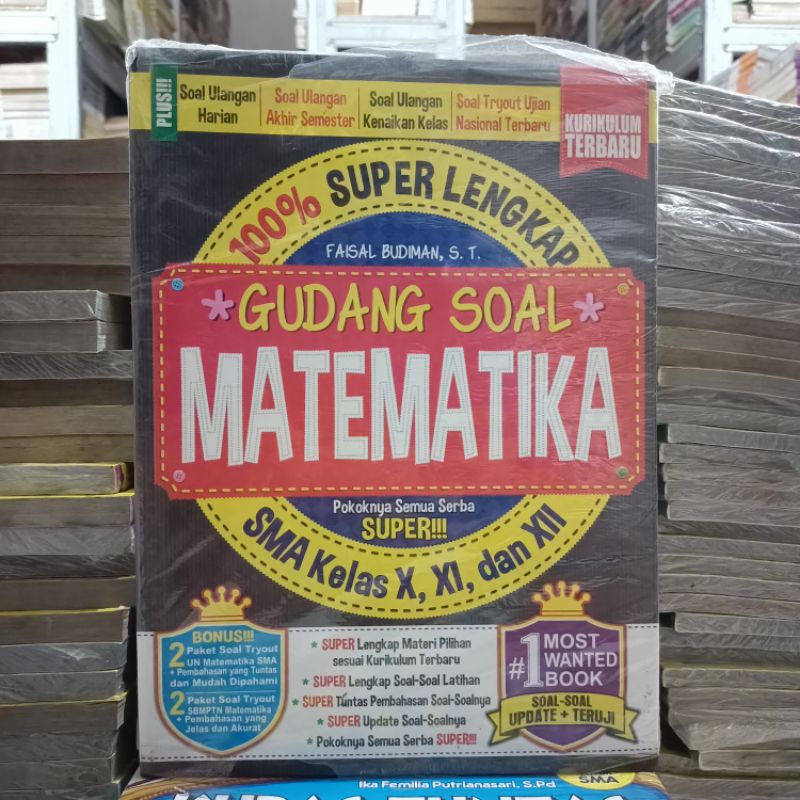 PLUS!!!
Soal Ulangan
Harian
Soal Ulangan
Akhir Semester
Soal Ulangan
Kenaikan Kelas
Soal Tryout Ujian
Nasional Terbaru
KURIKULUM
TERBARU
100% SUPER LENGKAP
FAISAL BUDIMAN, S. T.
*GUDANG SOAL*
MATEMATIKA
Pokoknya Semua Serba
SUPER!!!
SMA Kelas X, XI, dan XII
BONUS!!!
2 Paket Soal Tryout
UN Matematika SMA
+ Pembahasan yang Tuntas
dan Mudah Dipahami
2 Paket Soal Tryout
SBMPTN Matematika
+ Pembahasan yang
Jelas dan Akurat
* SUPER Lengkap Materi Pilihan
sesuai Kurikulum Terbaru
* SUPER Lengkap Soal-Soal Latihan
* SUPER Tuntas Pembahasan Soal-Soalnya
* SUPER Update Soal-Soalnya
* Pokoknya Semua Serba SUPER!!!
#1 MOST
WANTED
BOOK
SOAL-SOAL
UPDATE + TERUJI
Ika Femilia Putrianasari, S.Pd
SMA